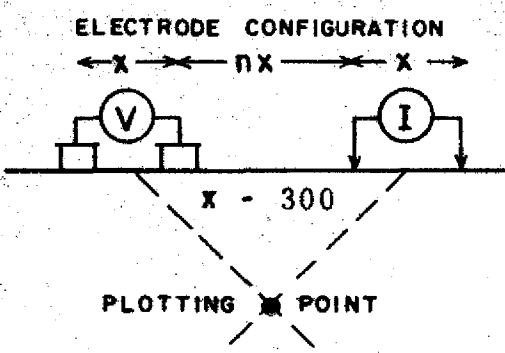 ELECTRODE CONFIGURATION
x nx x
V I
x - 300
PLOTTING POINT